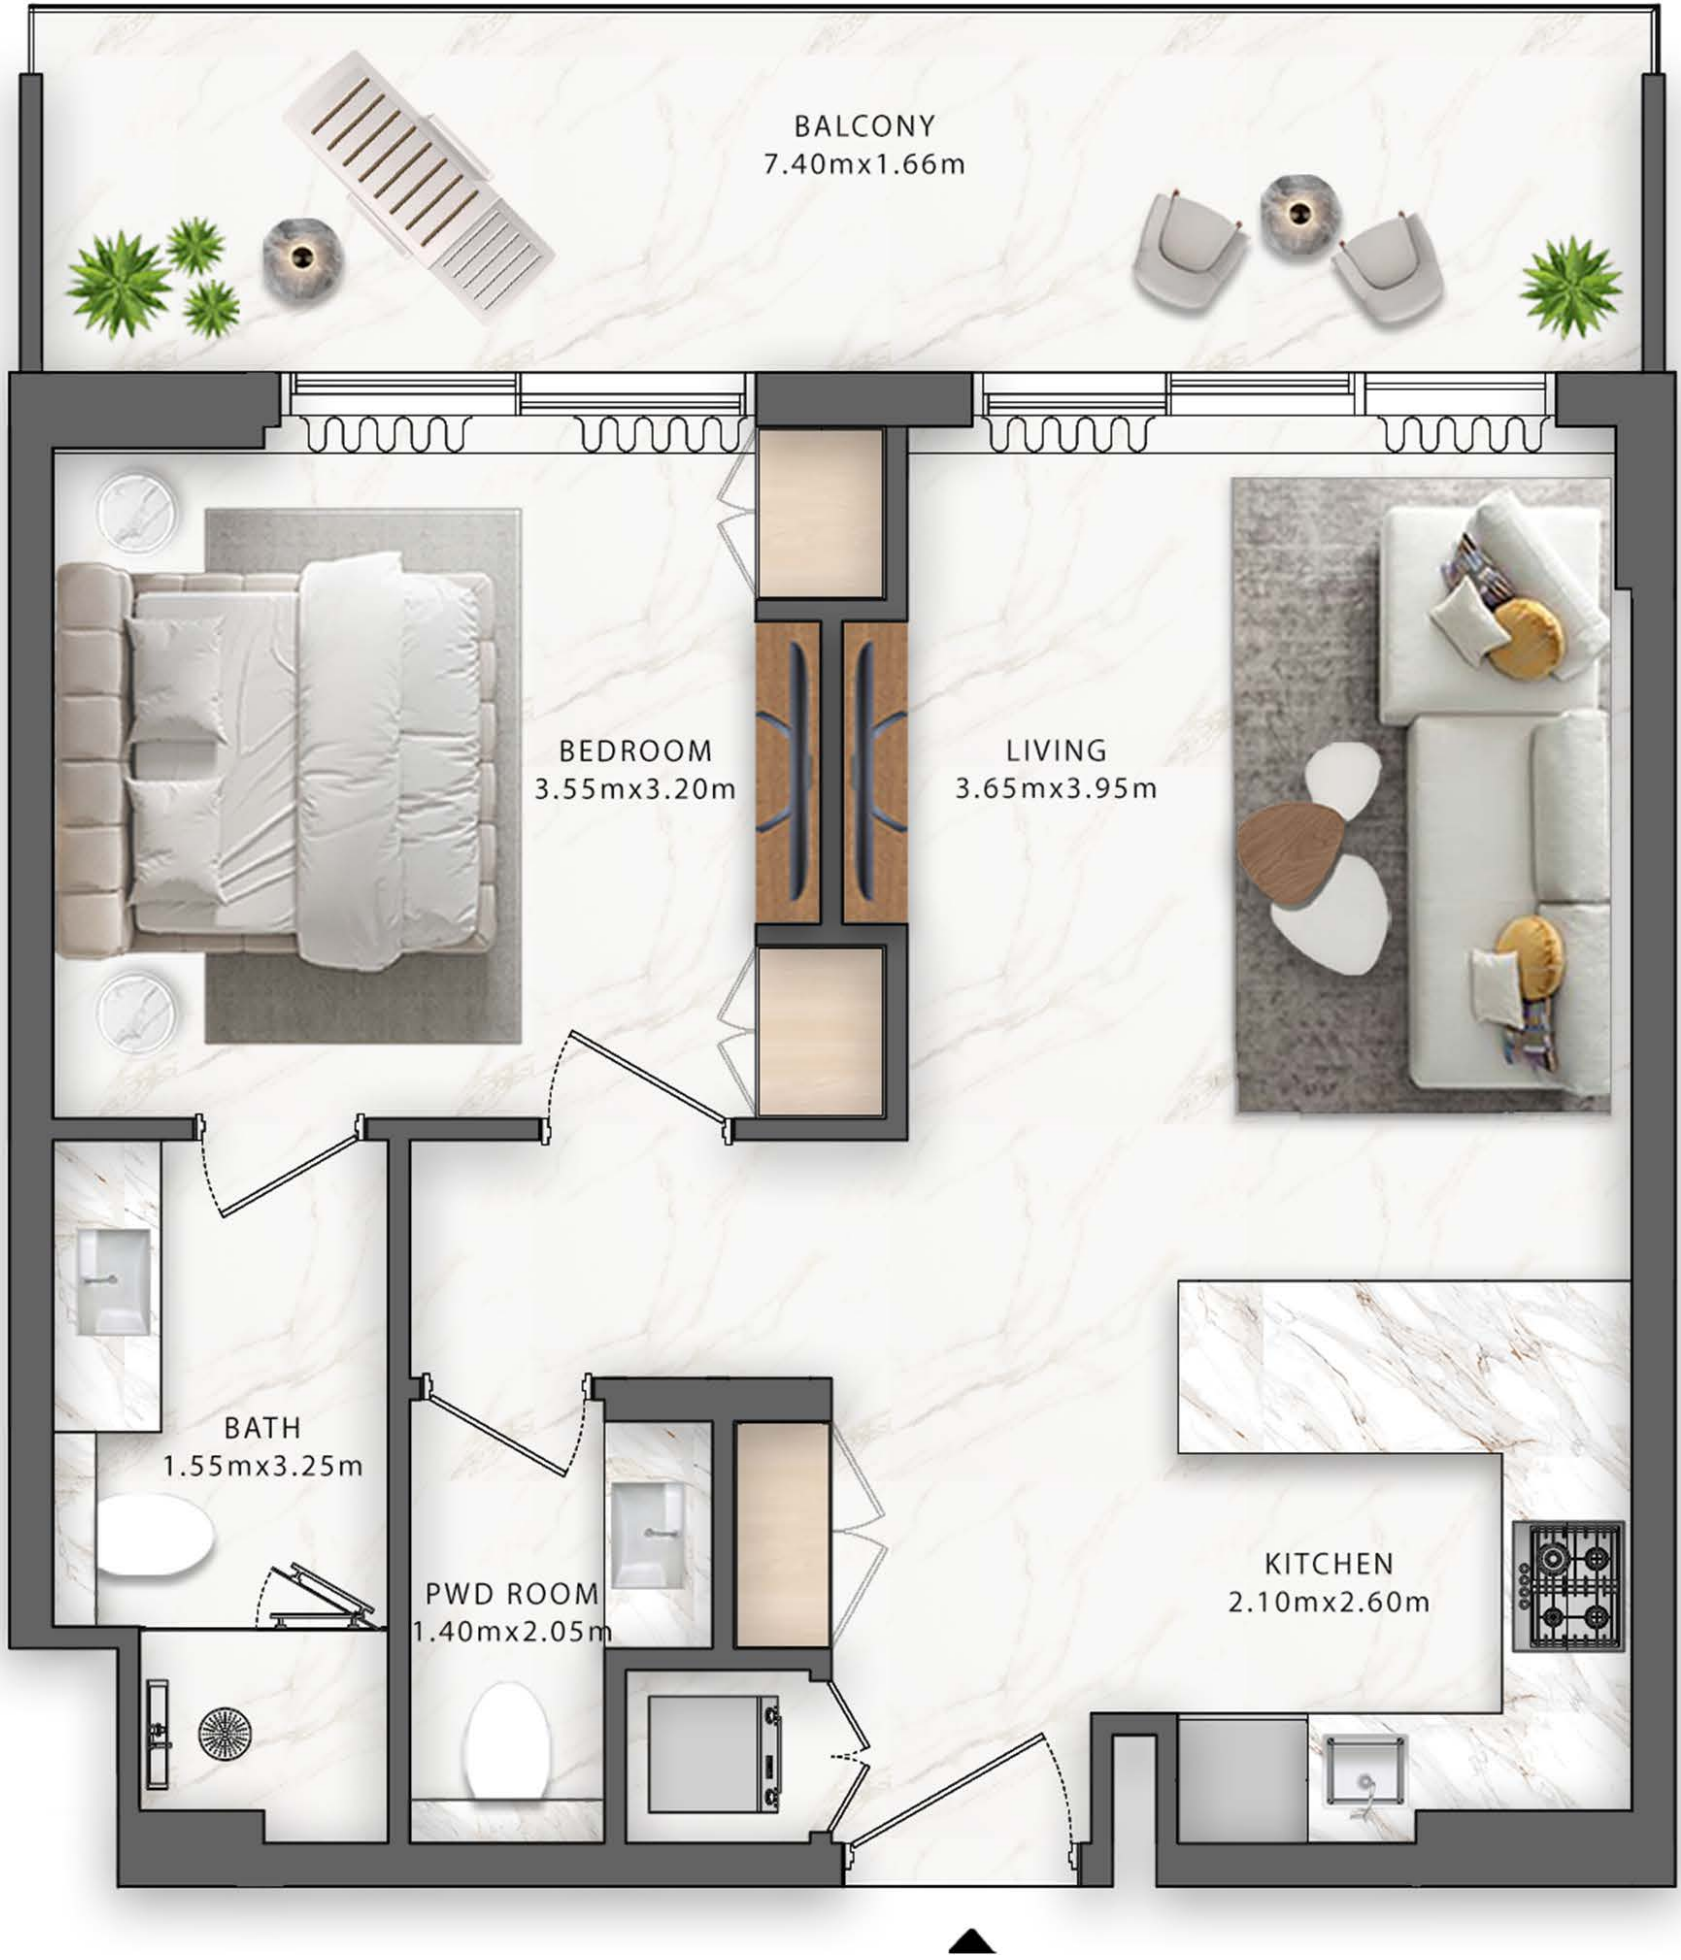 BALCONY
7.40mx1.66m
BEDROOM
3.55mx3.20m
LIVING
3.65mx3.95m
BATH
1.55mx3.25m
PWD ROOM
1.40mx2.05m
KITCHEN
2.10mx2.60m